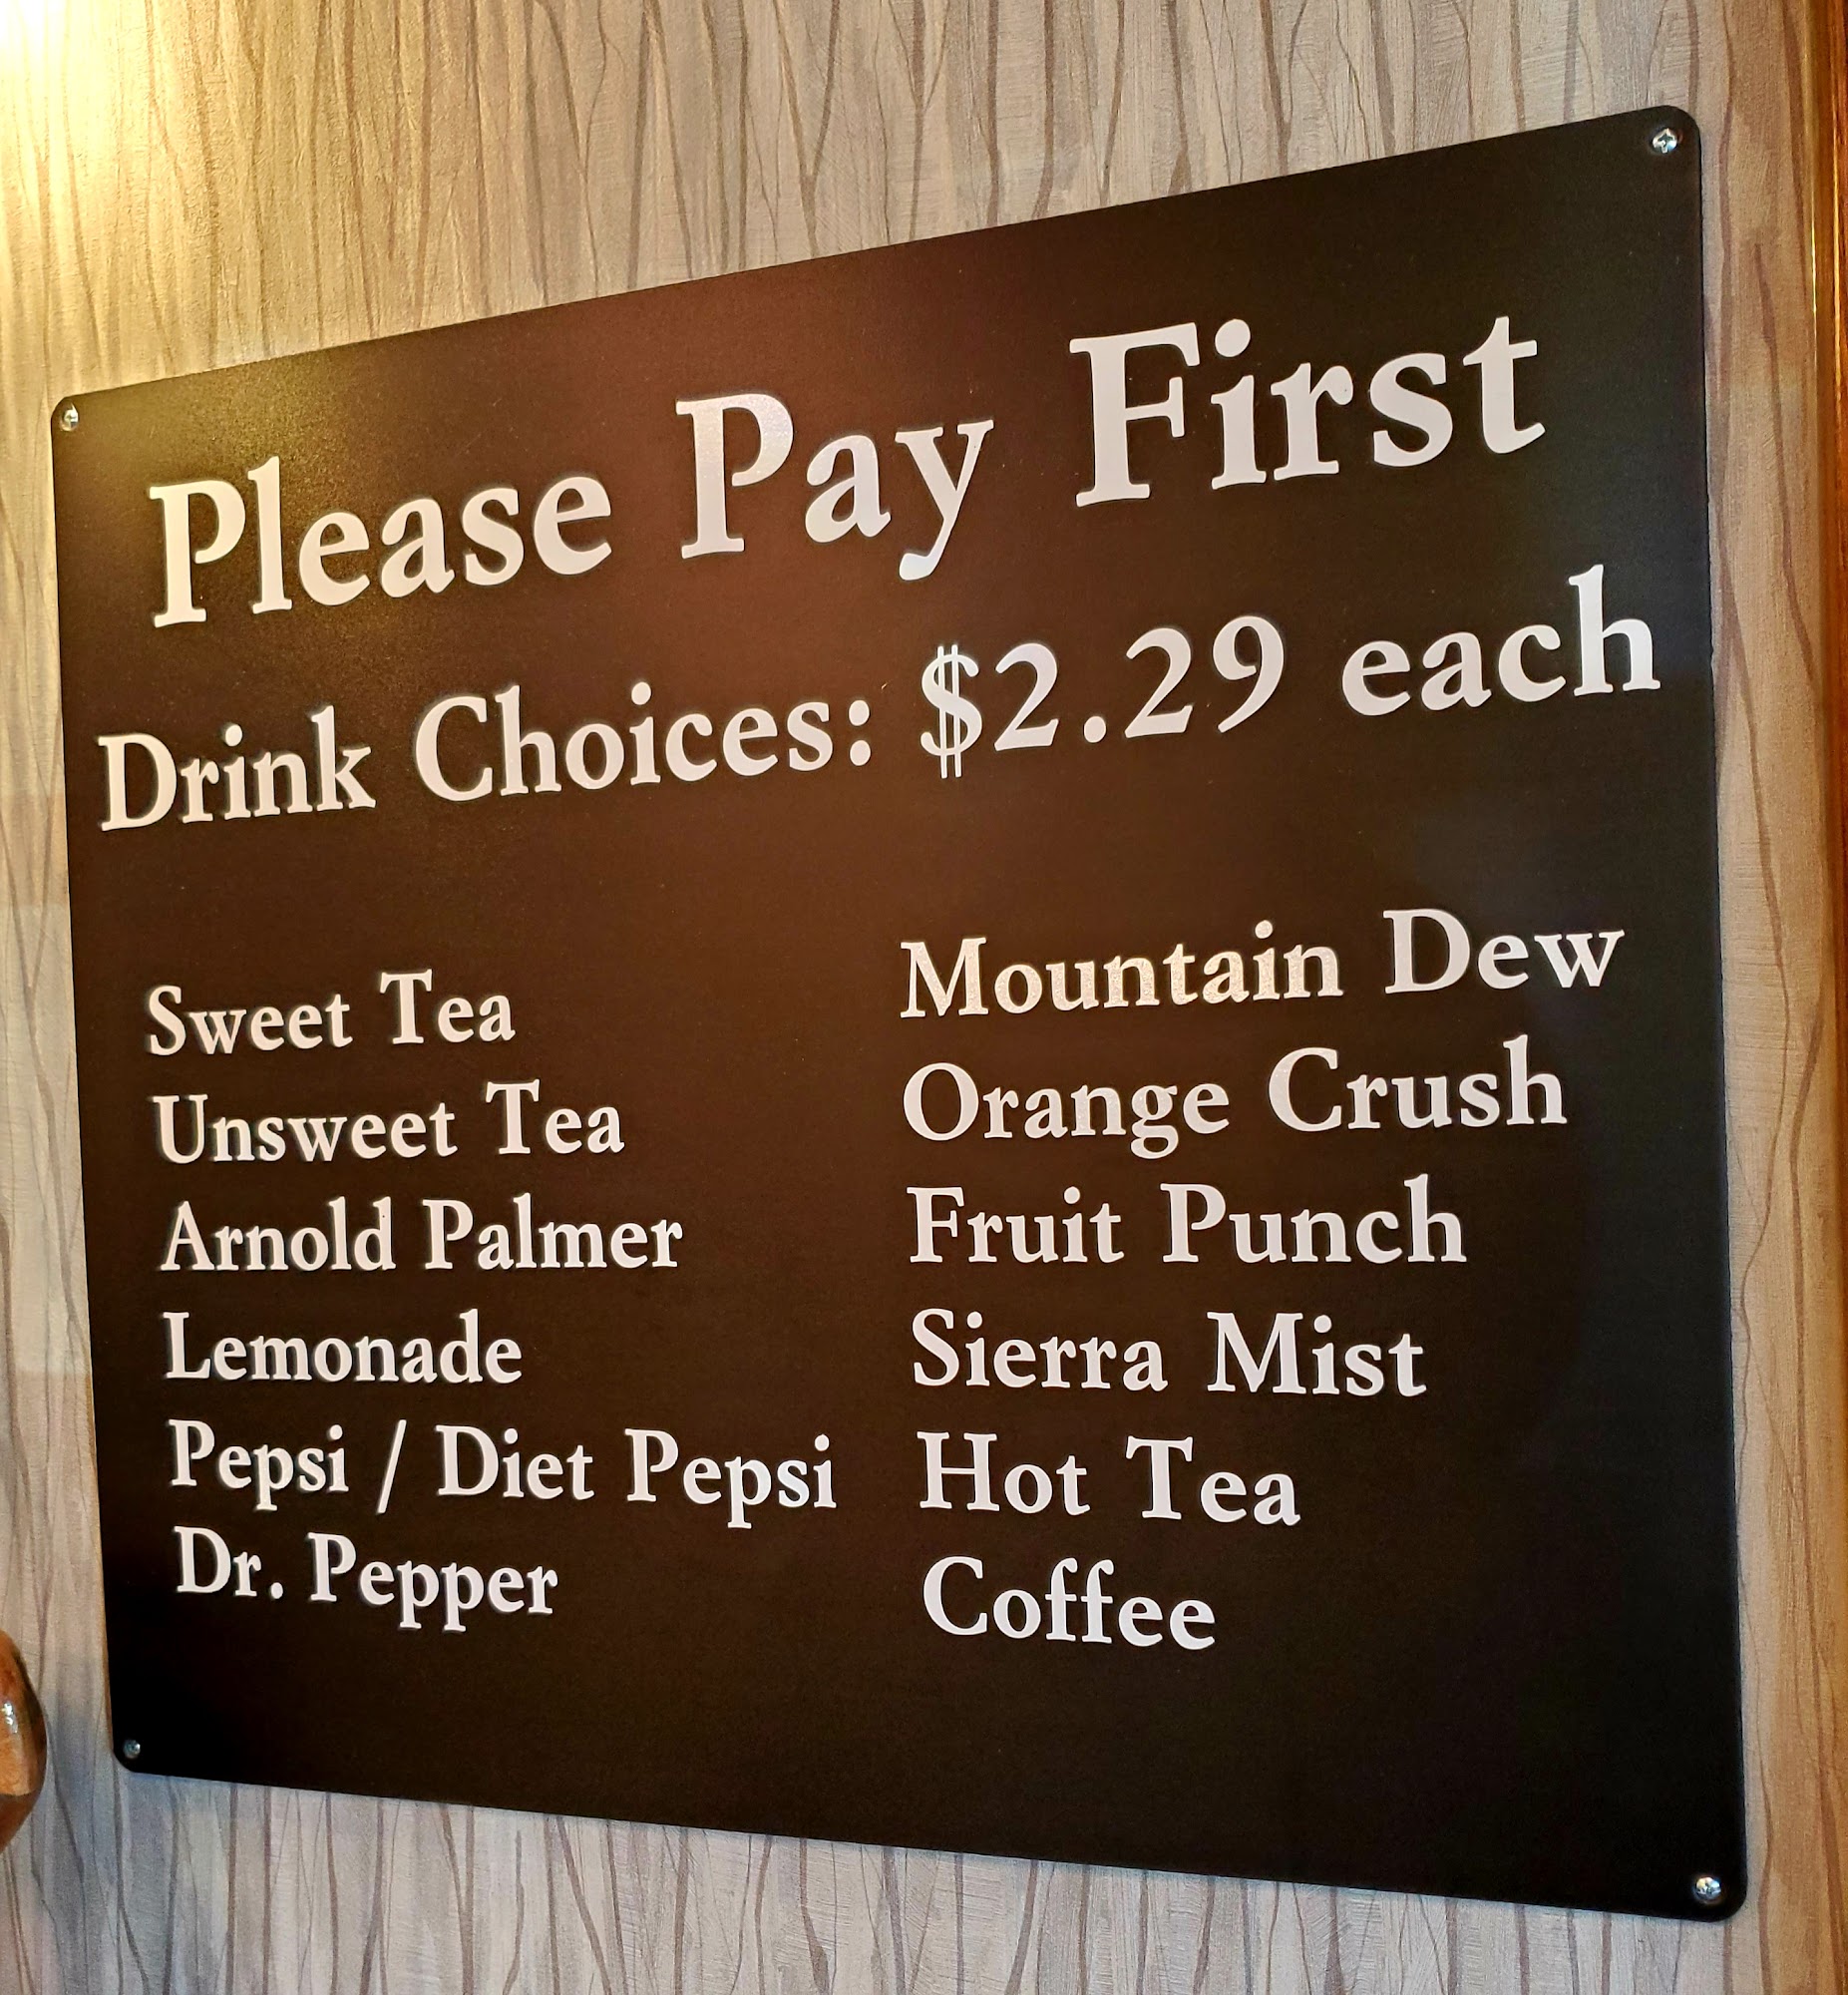 Please Pay First
Drink Choices: $2.29 each
Sweet Tea
Unsweet Tea
Arnold Palmer
Lemonade
Pepsi / Diet Pepsi
Dr. Pepper
Mountain Dew
Orange Crush
Fruit Punch
Sierra Mist
Hot Tea
Coffee